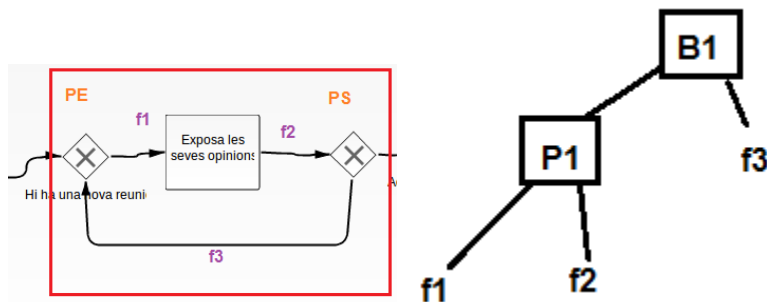 PE
PS
f1
f2
Exposa les
seves opinions
Hi ha una nova reuni
f3
B1
P1
f3
f1
f2